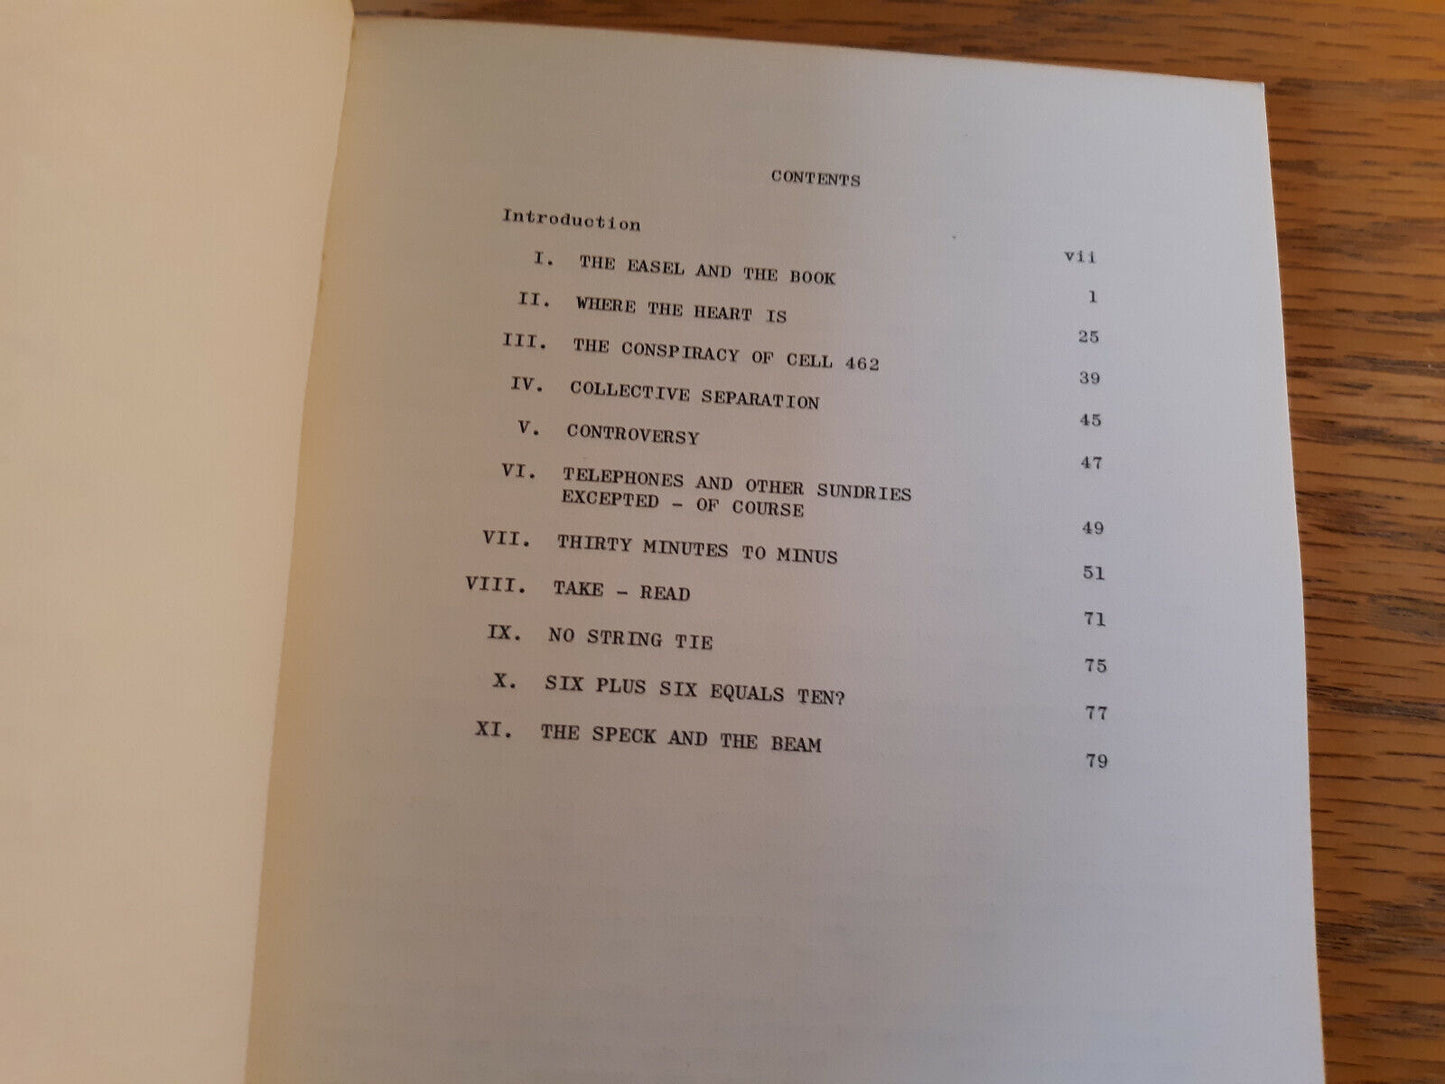 CONTENTS
Introduction vii
I. THE EASEL AND THE BOOK 1
II. WHERE THE HEART IS 25
III. THE CONSPIRACY OF CELL 462 39
IV. COLLECTIVE SEPARATION 45
V. CONTROVERSY 47
VI. TELEPHONES AND OTHER SUNDRIES
EXCEPTED - OF COURSE 49
VII. THIRTY MINUTES TO MINUS 51
VIII. TAKE - READ 71
IX. NO STRING TIE 75
X. SIX PLUS SIX EQUALS TEN? 77
XI. THE SPECK AND THE BEAM 79